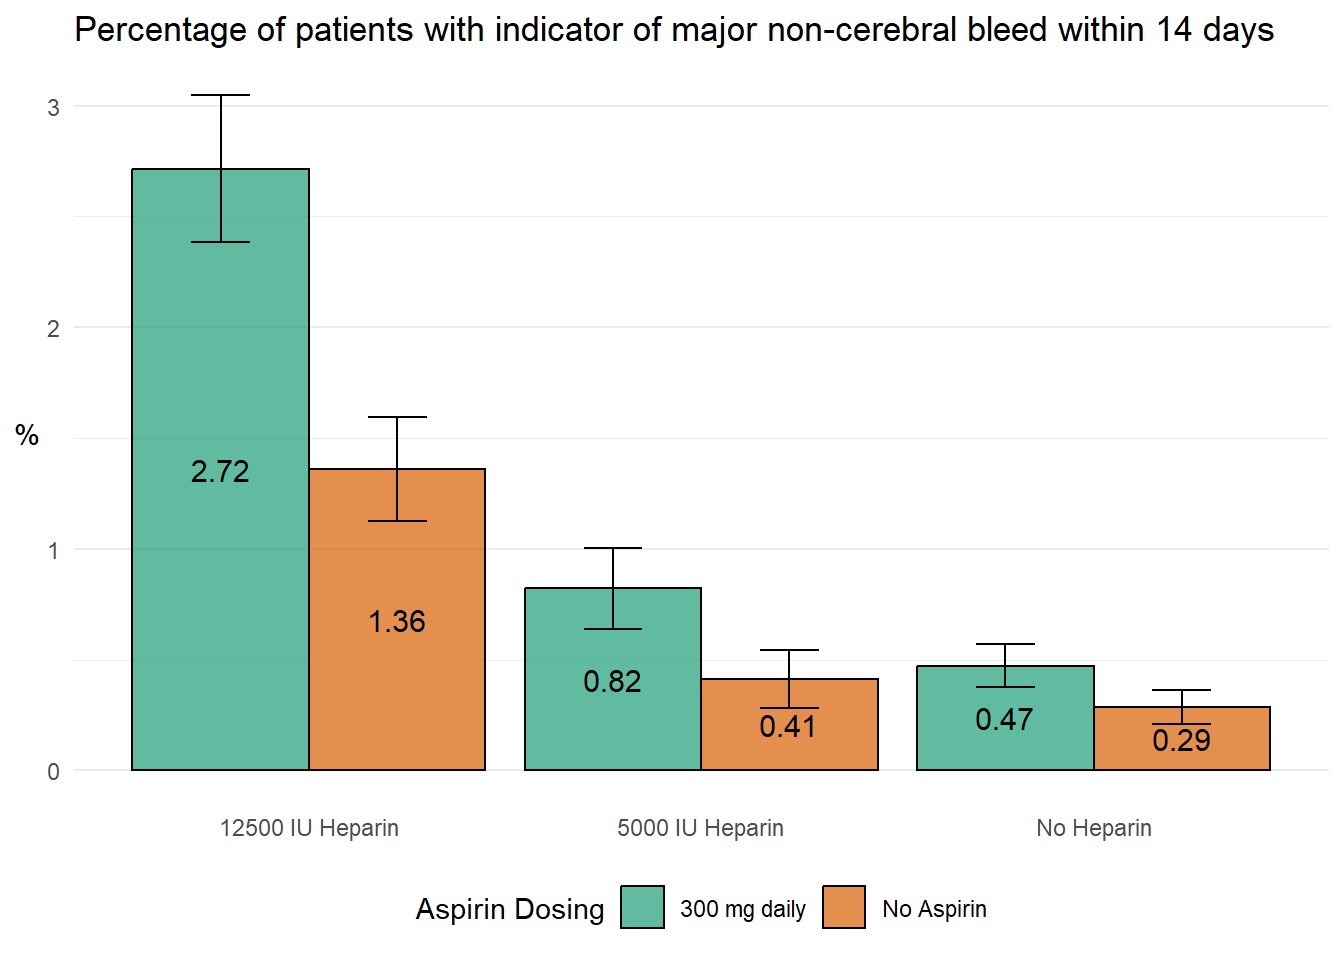 Percentage of patients with indicator of major non-cerebral bleed within 14 days
3
2
%
1
0
2.72
1.36
0.82
0.41
0.47
0.29
12500 IU Heparin
5000 IU Heparin
No Heparin
Aspirin Dosing
300 mg daily
No Aspirin